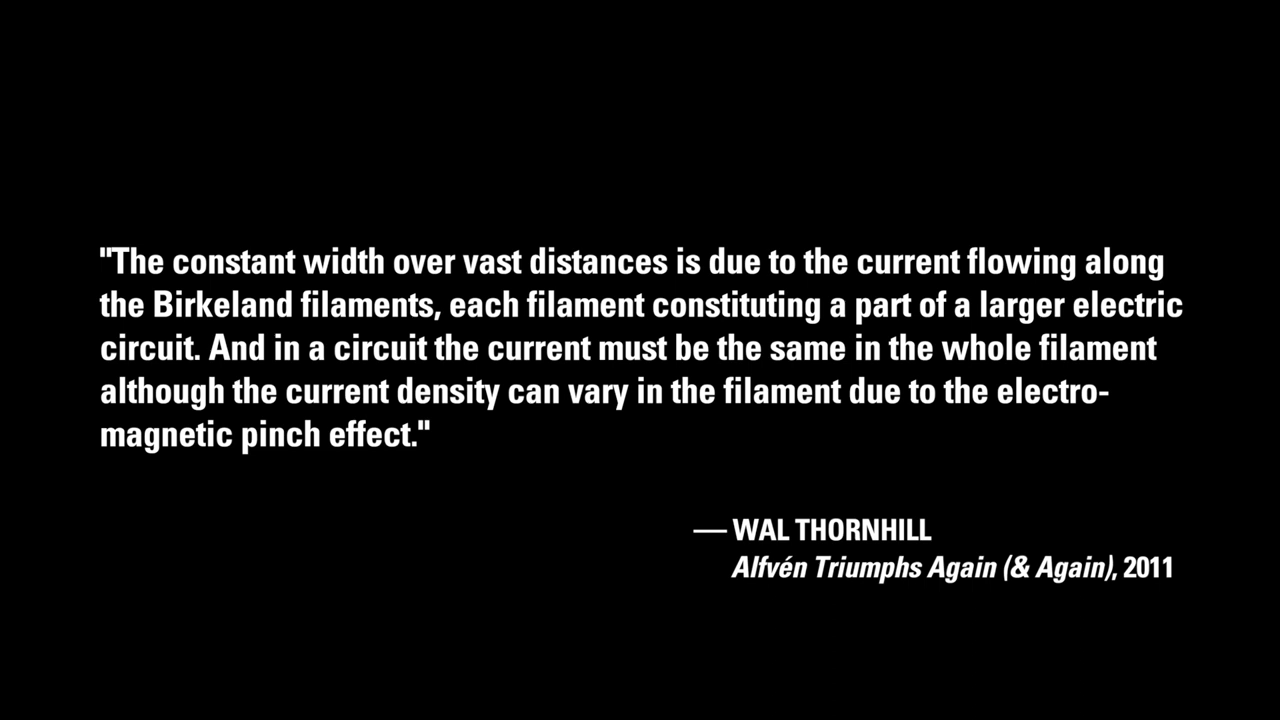 "The constant width over vast distances is due to the current flowing along
the Birkeland filaments, each filament constituting a part of a larger electric
circuit. And in a circuit the current must be the same in the whole filament
although the current density can vary in the filament due to the electro-
magnetic pinch effect."
— WAL THORNHILL
Alfvén Triumphs Again (& Again), 2011